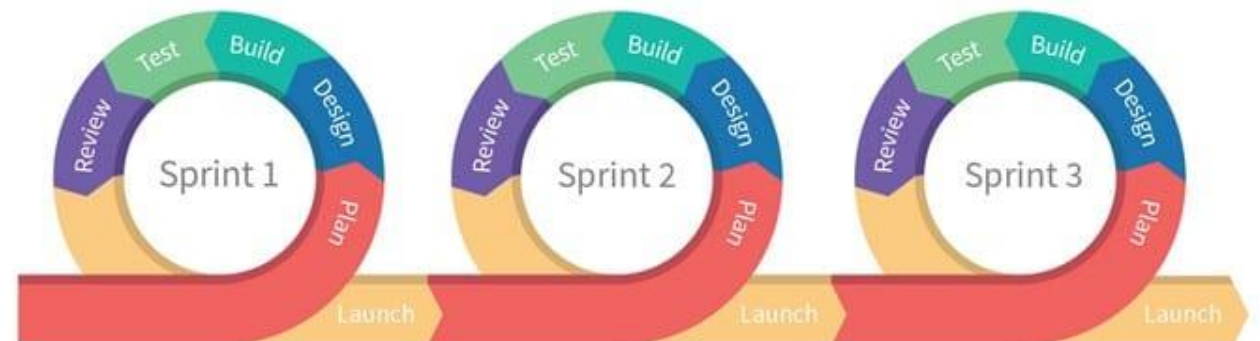 Test
Build
Design
Review
Sprint 1
Plan
Launch
Test
Build
Design
Review
Sprint 2
Plan
Launch
Test
Build
Design
Review
Sprint 3
Plan
Launch